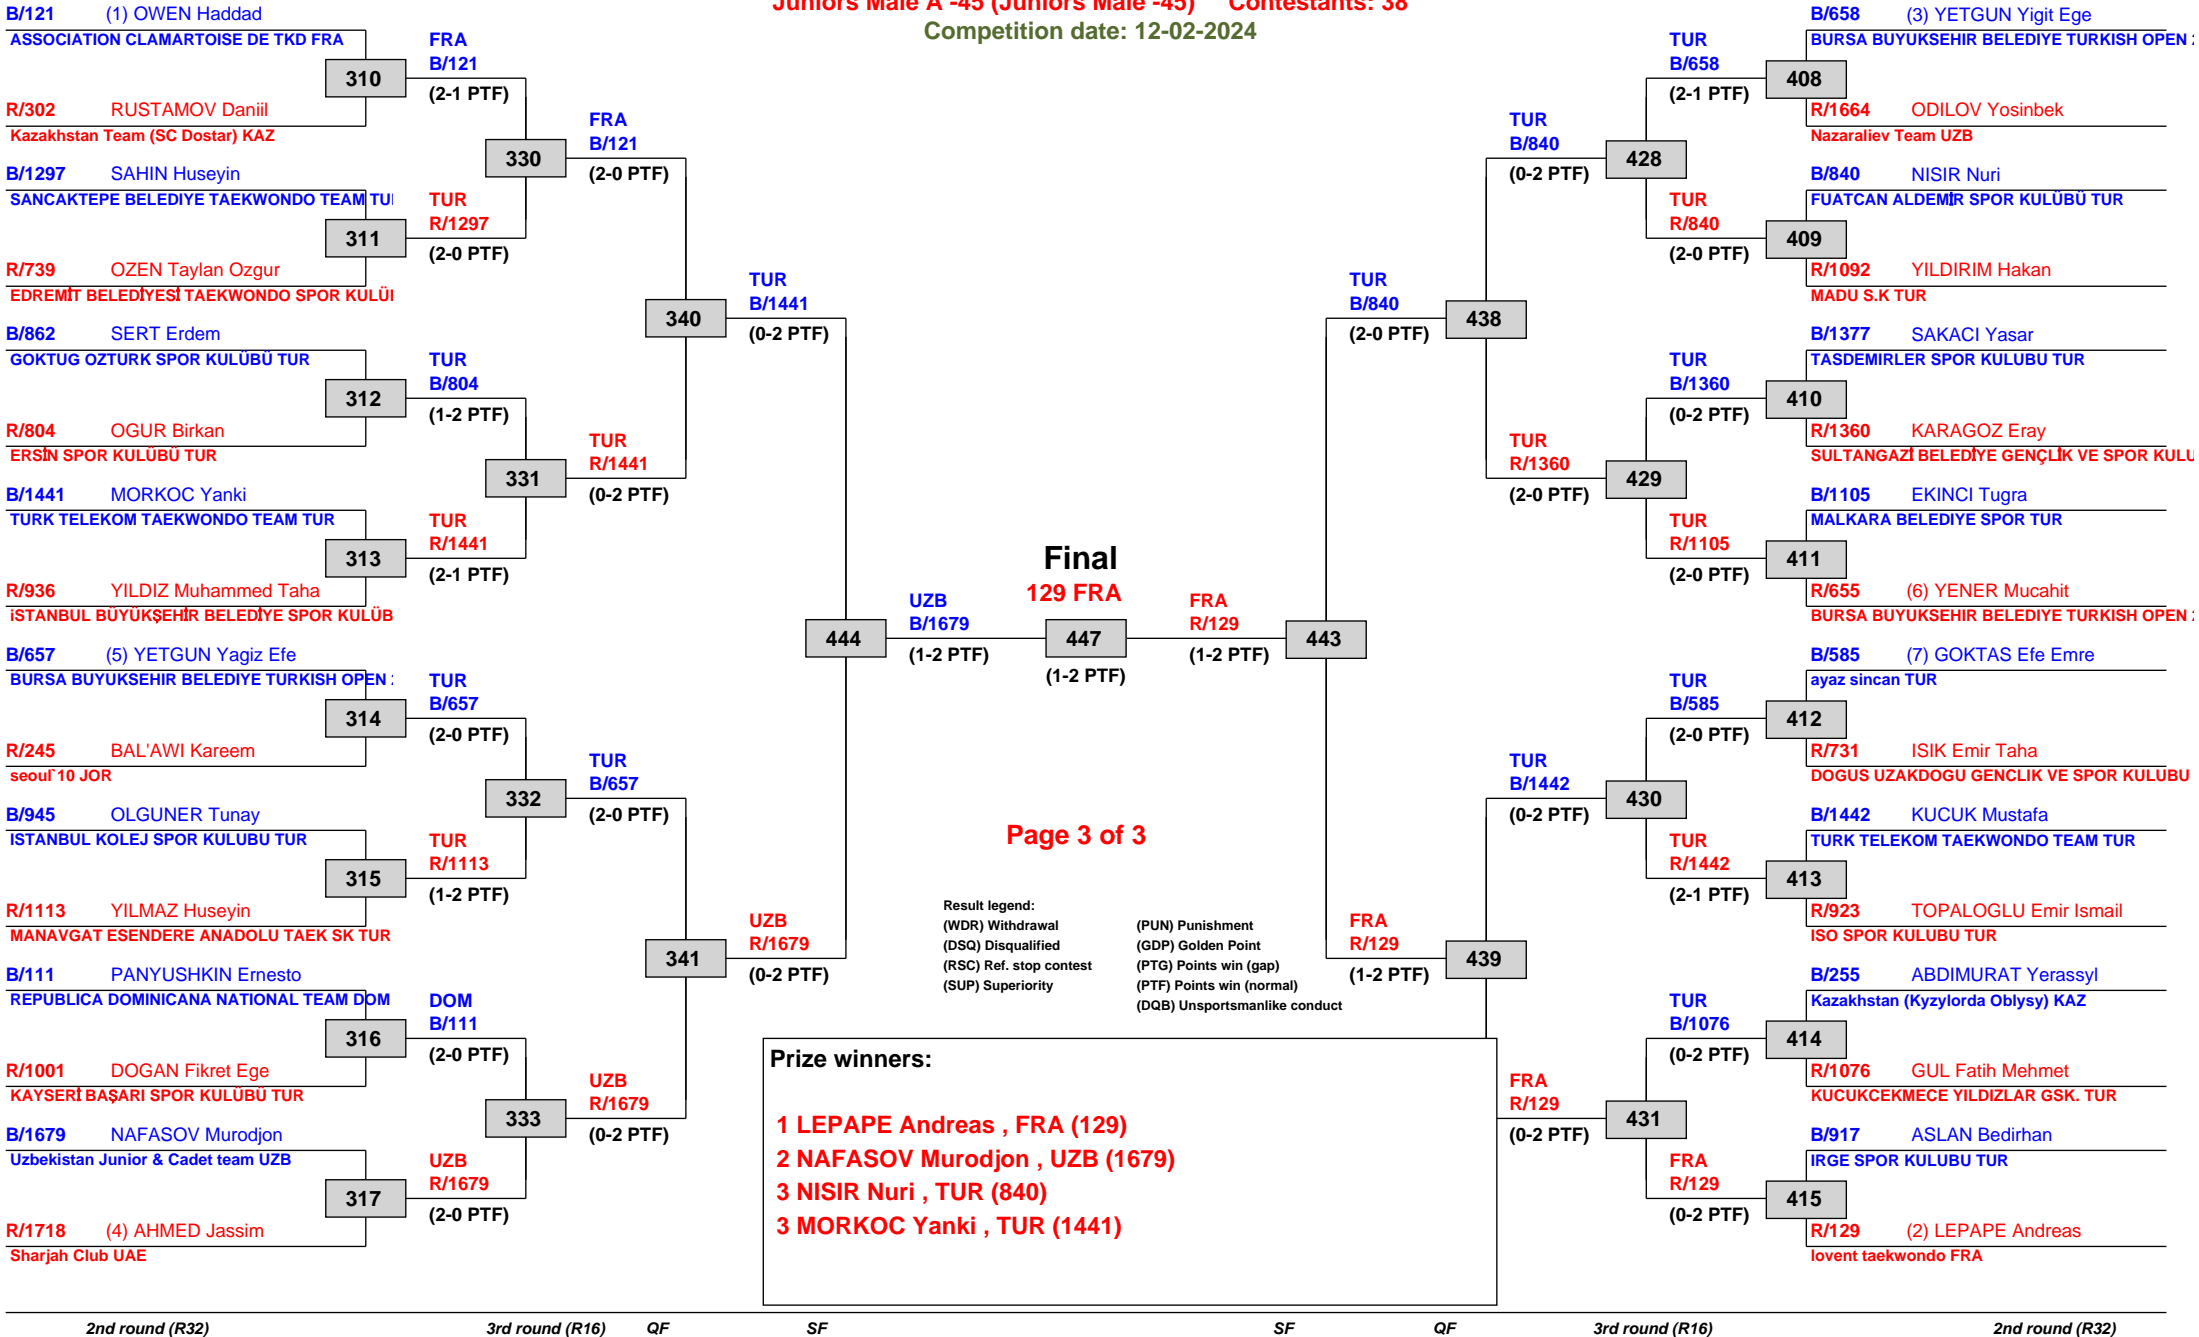 Juniors Male A -45 (Juniors Male -45) Contestants: 38
Competition date: 12-02-2024
B/121 (1) OWEN Haddad
ASSOCIATION CLAMARTOISE DE TKD FRA
310
R/302 RUSTAMOV Daniil
Kazakhstan Team (SC Dostar) KAZ
B/1297 SAHIN Huseyin
SANCAKTEPE BELEDIYE TAEKWONDO TEAM TU
311
R/739 OZEN Taylan Ozgur
EDREMİT BELEDİYESİ TAEKWONDO SPOR KULÜ
B/862 SERT Erdem
GOKTUG OZTURK SPOR KULÜBÜ TUR
312
R/804 OGUR Birkan
ERSİN SPOR KULÜBÜ TUR
B/1441 MORKOC Yanki
TURK TELEKOM TAEKWONDO TEAM TUR
313
R/936 YILDIZ Muhammed Taha
iSTANBUL BÜYÜKŞEHİR BELEDİYE SPOR KULÜB
B/657 (5) YETGUN Yagiz Efe
BURSA BUYUKSEHIR BELEDIYE TURKISH OPEN
314
R/245 BAL'AWI Kareem
seoul`10 JOR
B/945 OLGUNER Tunay
ISTANBUL KOLEJ SPOR KULUBU TUR
315
R/1113 YILMAZ Huseyin
MANAVGAT ESENDERE ANADOLU TAEK SK TUR
B/111 PANYUSHKIN Ernesto
REPUBLICA DOMINICANA NATIONAL TEAM DOM
316
R/1001 DOGAN Fikret Ege
KAYSERİ BAŞARI SPOR KULÜBÜ TUR
B/1679 NAFASOV Murodjon
Uzbekistan Junior & Cadet team UZB
317
R/1718 (4) AHMED Jassim
Sharjah Club UAE
FRA
B/121
(2-1 PTF)
330
TUR
R/1297
(2-0 PTF)
TUR
B/804
(1-2 PTF)
331
TUR
R/1441
(2-1 PTF)
TUR
B/657
(2-0 PTF)
332
TUR
R/1113
(1-2 PTF)
DOM
B/111
(2-0 PTF)
333
UZB
R/1679
(2-0 PTF)
FRA
B/121
(2-0 PTF)
340
TUR
R/1441
(0-2 PTF)
TUR
B/657
(2-0 PTF)
341
UZB
R/1679
(0-2 PTF)
TUR
B/1441
(0-2 PTF)
444
UZB
R/1679
(0-2 PTF)
UZB
B/1679
(1-2 PTF)
Final
129 FRA
447
(1-2 PTF)
FRA
R/129
(1-2 PTF)
443
TUR
B/840
(2-0 PTF)
438
FRA
R/129
(1-2 PTF)
439
TUR
B/840
(0-2 PTF)
428
TUR
R/1360
(2-0 PTF)
429
TUR
B/1442
(0-2 PTF)
430
FRA
R/129
(0-2 PTF)
431
TUR
B/658
(2-1 PTF)
TUR
R/840
(2-0 PTF)
TUR
B/1360
(0-2 PTF)
TUR
R/1105
(2-0 PTF)
TUR
B/585
(2-0 PTF)
TUR
R/1442
(2-1 PTF)
TUR
B/1076
(0-2 PTF)
FRA
R/129
(0-2 PTF)
B/658 (3) YETGUN Yigit Ege
BURSA BUYUKSEHIR BELEDIYE TURKISH OPEN
408
R/1664 ODILOV Yosinbek
Nazaraliev Team UZB
B/840 NISIR Nuri
FUATCAN ALDEMİR SPOR KULÜBÜ TUR
409
R/1092 YILDIRIM Hakan
MADU S.K TUR
B/1377 SAKACI Yasar
TASDEMIRLER SPOR KULUBU TUR
410
R/1360 KARAGOZ Eray
SULTANGAZİ BELEDİYE GENÇLİK VE SPOR KULU
B/1105 EKINCI Tugra
MALKARA BELEDIYE SPOR TUR
411
R/655 (6) YENER Mucahit
BURSA BUYUKSEHIR BELEDIYE TURKISH OPEN
B/585 (7) GOKTAS Efe Emre
ayaz sincan TUR
412
R/731 ISIK Emir Taha
DOGUS UZAKDOGU GENCLIK VE SPOR KULUBU
B/1442 KUCUK Mustafa
TURK TELEKOM TAEKWONDO TEAM TUR
413
R/923 TOPALOGLU Emir Ismail
ISO SPOR KULUBU TUR
B/255 ABDIMURAT Yerassyl
Kazakhstan (Kyzylorda Oblysy) KAZ
414
R/1076 GUL Fatih Mehmet
KUCUKCEKMECE YILDIZLAR GSK. TUR
B/917 ASLAN Bedirhan
IRGE SPOR KULUBU TUR
415
R/129 (2) LEPAPE Andreas
lovent taekwondo FRA
Page 3 of 3
Result legend:
(WDR) Withdrawal (PUN) Punishment
(DSQ) Disqualified (GDP) Golden Point
(RSC) Ref. stop contest (PTG) Points win (gap)
(SUP) Superiority (PTF) Points win (normal)
(DQB) Unsportsmanlike conduct
Prize winners:
1 LEPAPE Andreas , FRA (129)
2 NAFASOV Murodjon , UZB (1679)
3 NISIR Nuri , TUR (840)
3 MORKOC Yanki , TUR (1441)
2nd round (R32) 3rd round (R16) QF SF SF QF 3rd round (R16) 2nd round (R32)